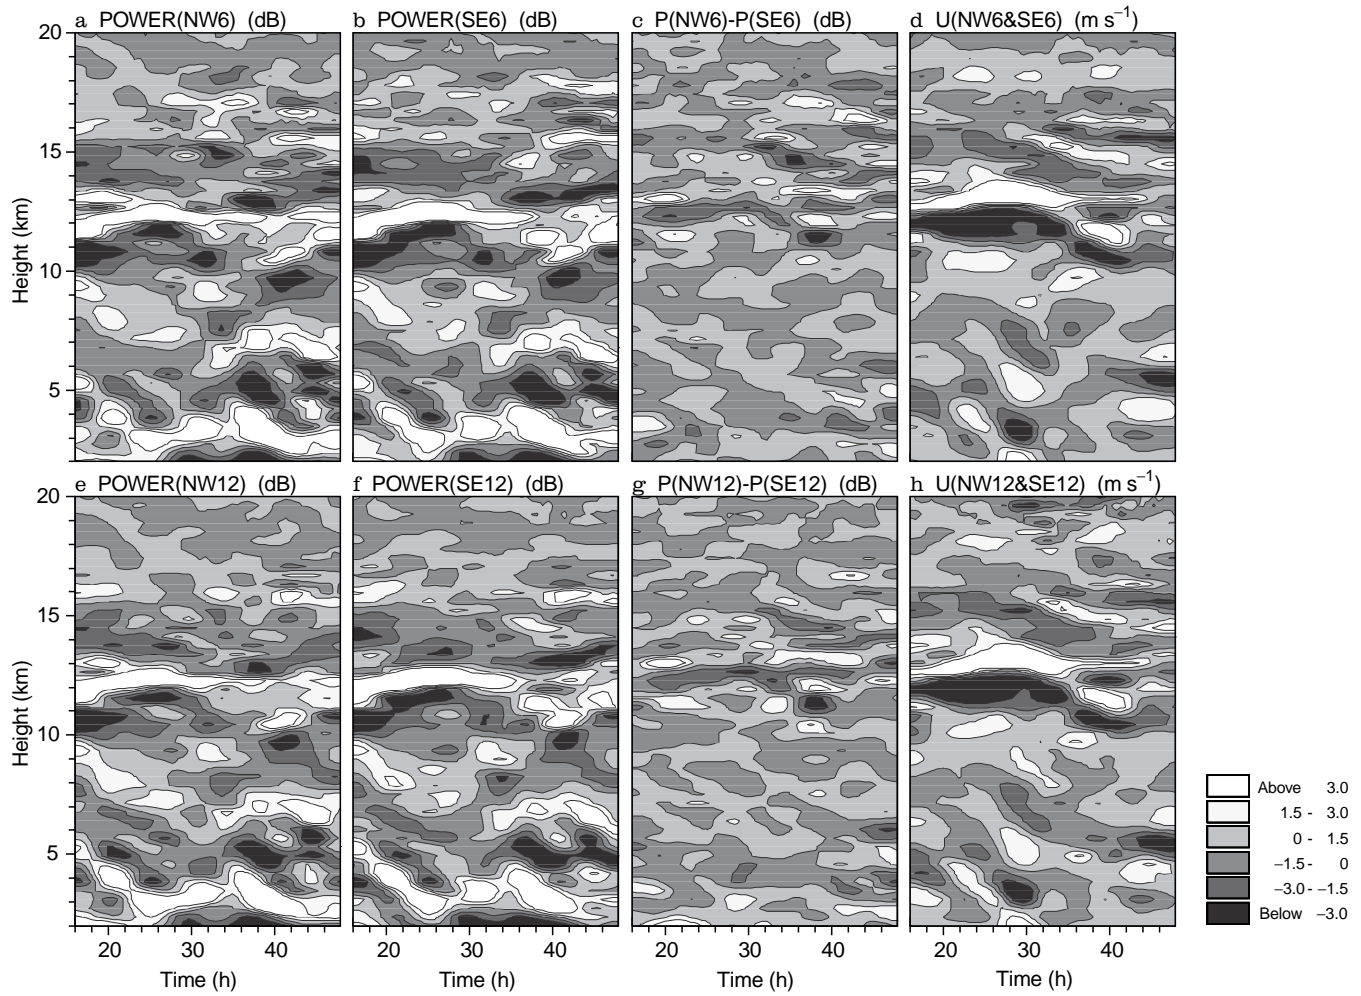 a POWER(NW6) (dB)
b POWER(SE6) (dB)
c P(NW6)-P(SE6) (dB)
d U(NW6&SE6) (m s⁻¹)
20
15
10
5
Height (km)
e POWER(NW12) (dB)
f POWER(SE12) (dB)
g P(NW12)-P(SE12) (dB)
h U(NW12&SE12) (m s⁻¹)
20
15
10
5
Height (km)
20 30 40
20 30 40
20 30 40
20 30 40
Time (h)
Time (h)
Time (h)
Time (h)
Above 3.0
1.5 - 3.0
0 - 1.5
−1.5 - 0
−3.0 - −1.5
Below −3.0